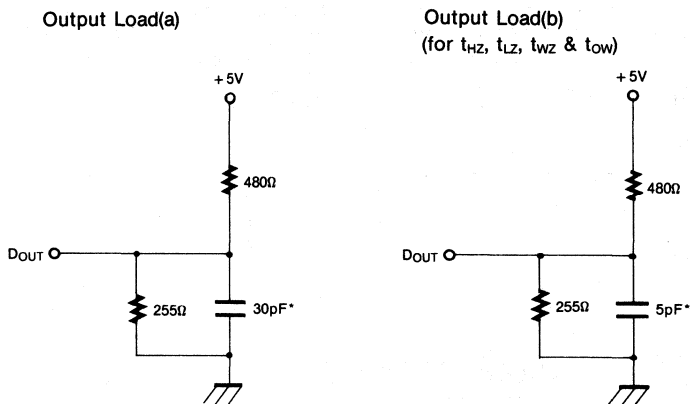 Output Load(a)
+5V
480Ω
DOUT
255Ω
30pF*
Output Load(b)
(for tHZ, tLZ, tWZ & tOW)
+5V
480Ω
DOUT
255Ω
5pF*